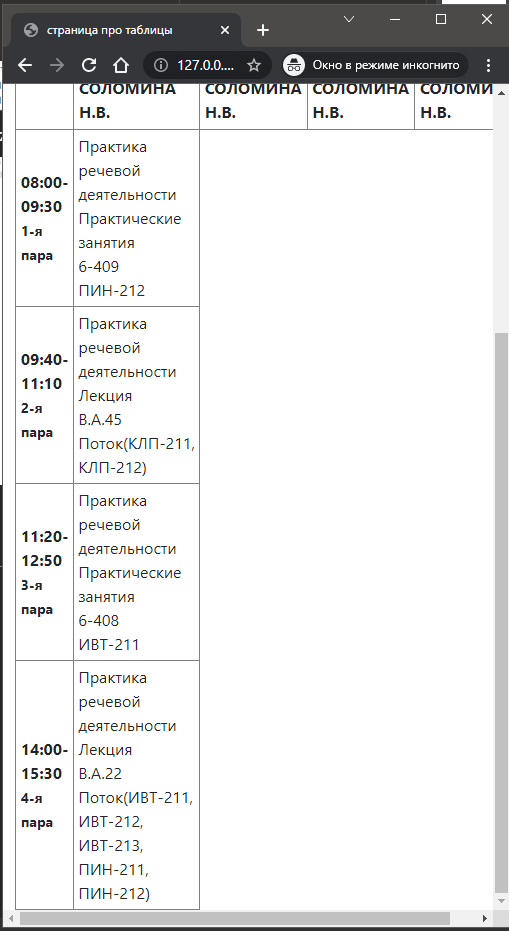 страница про таблицы
127.0.0....
Окно в режиме инкогнито
СОЛОМИНА СОЛОМИНА СОЛОМИНА СОЛОМИ
Н.В. Н.В. Н.В. Н.В.
08:00-
09:30
1-я
пара
Практика
речевой
деятельности
Практические
занятия
6-409
ПИН-212
09:40-
11:10
2-я
пара
Практика
речевой
деятельности
Лекция
В.А.45
Поток(КЛП-211,
КЛП-212)
11:20-
12:50
3-я
пара
Практика
речевой
деятельности
Практические
занятия
6-408
ИВТ-211
14:00-
15:30
4-я
пара
Практика
речевой
деятельности
Лекция
В.А.22
Поток(ИВТ-211,
ИВТ-212,
ИВТ-213,
ПИН-211,
ПИН-212)